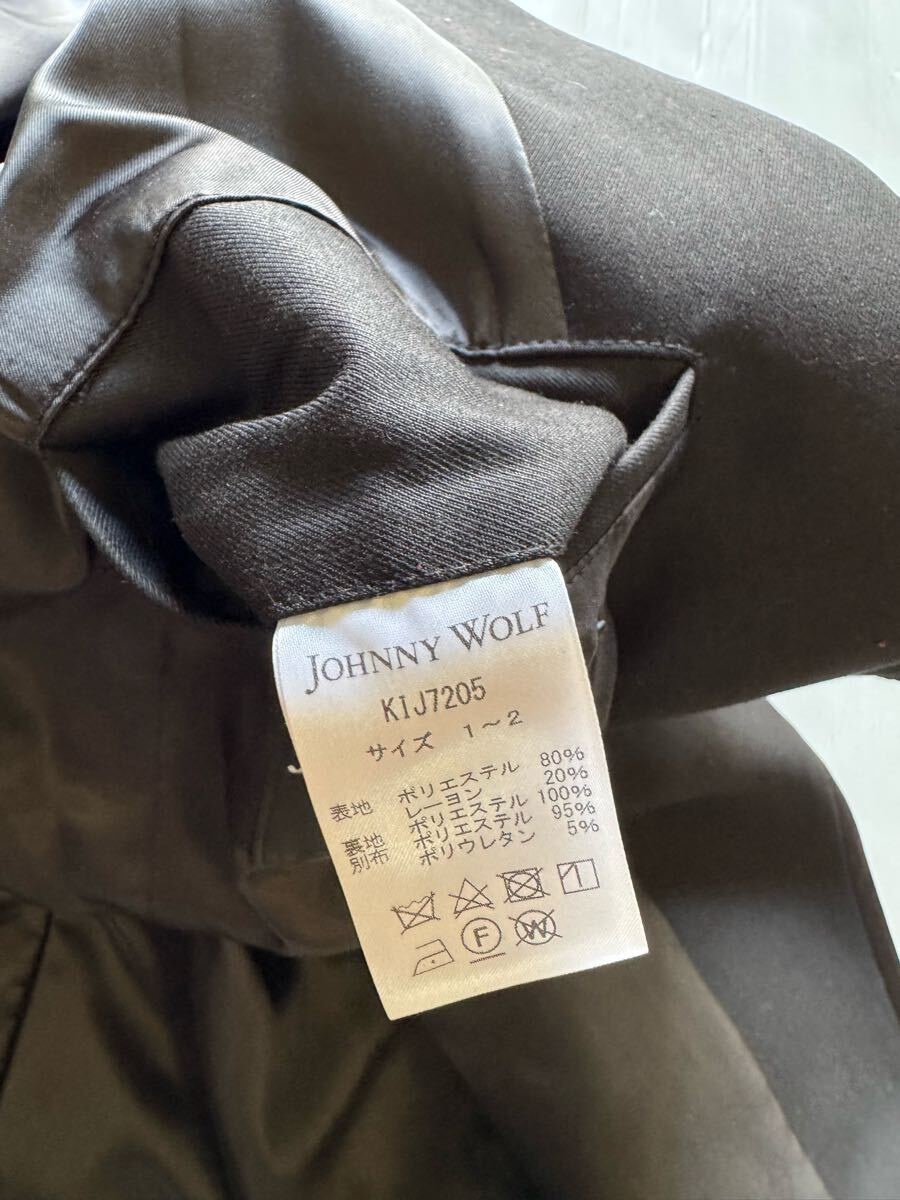 JOHNNY WOLF
KIJ7205
サイズ 1~2
表地 ポリエステル 80%
レーヨン 20%
裏地 ポリエステル 100%
別布 ポリエステル 95%
ポリウレタン 5%
F W